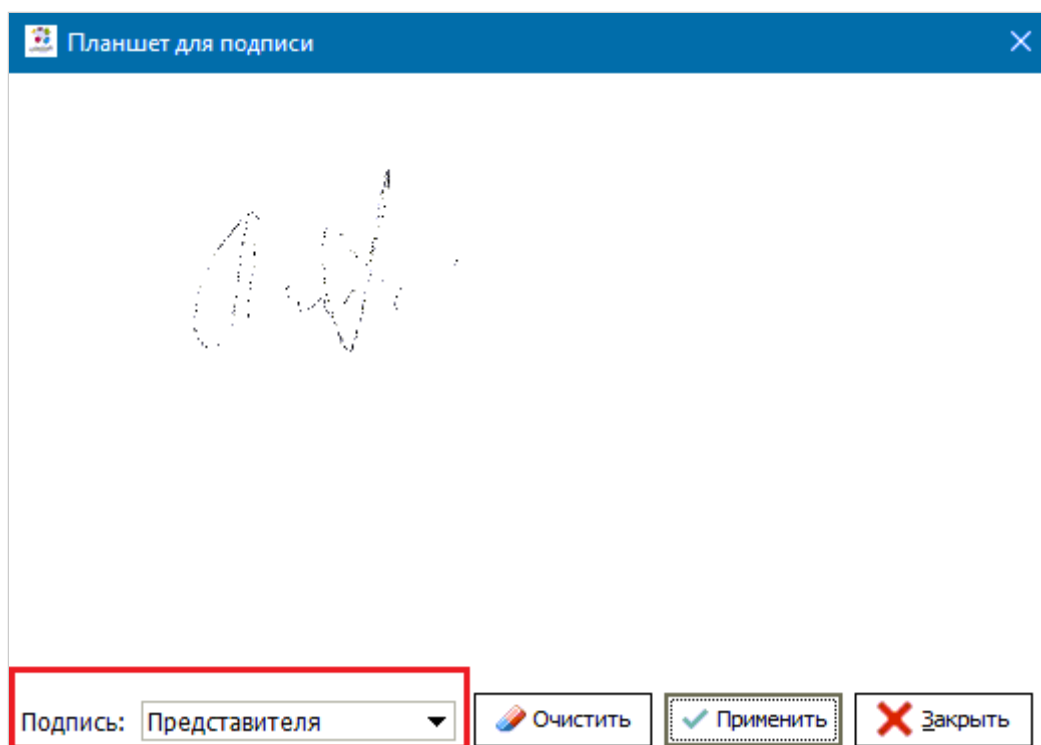 Планшет для подписи
Подпись: Представителя Очистить Применить Закрыть